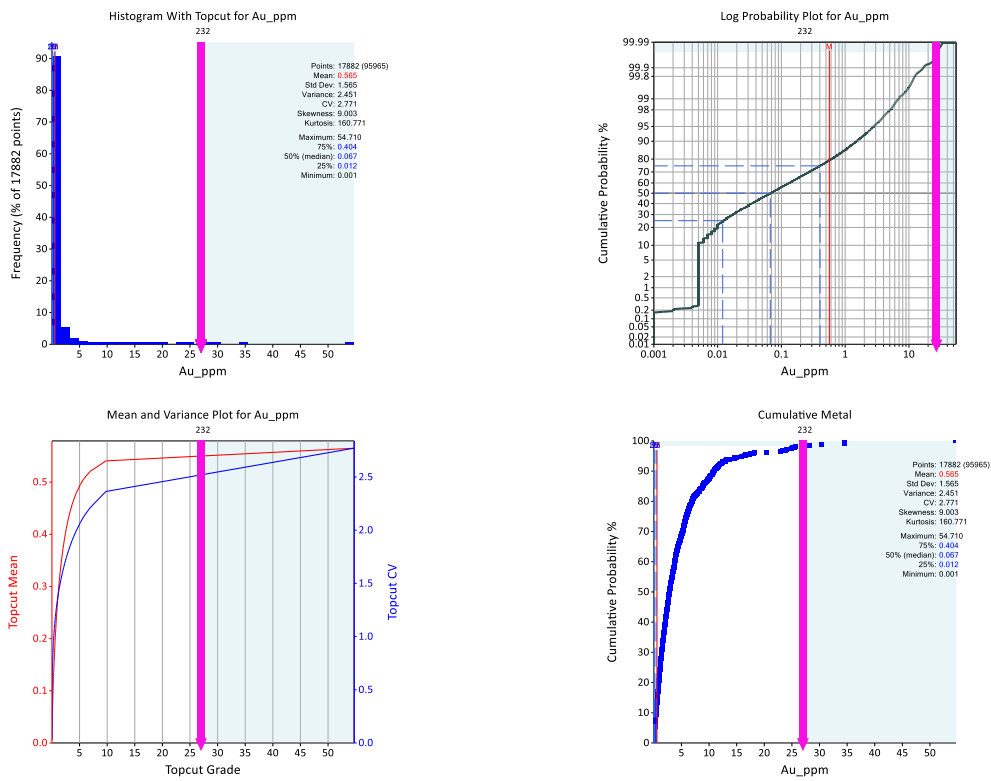 Histogram With Topcut for Au_ppm
232
Frequency (% of 17882 points)
90
80
70
60
50
40
30
20
10
0
Points: 17882 (95965)
Mean: 0.565
Std Dev: 1.565
Variance: 2.451
CV: 2.771
Skewness: 9.003
Kurtosis: 160.771
Maximum: 54.710
75%: 0.404
50% (median): 0.067
25%: 0.012
Minimum: 0.001
5 10 15 20 25 30 35 40 45 50
Au_ppm
Log Probability Plot for Au_ppm
232
M
Cumulative Probability %
99.99
99.9
99.8
99
98
95
90
80
70
60
50
40
30
20
10
5
2
1
0.5
0.2
0.1
0.05
0.02
0.01
0.001 0.01 0.1 1 10
Au_ppm
Mean and Variance Plot for Au_ppm
232
Topcut Mean
0.5
0.4
0.3
0.2
0.1
0.0
Topcut CV
2.5
2.0
1.5
1.0
0.5
0.0
5 10 15 20 25 30 35 40 45 50
Topcut Grade
Cumulative Metal
232
Cumulative Probability %
100
90
80
70
60
50
40
30
20
10
0
Points: 17882 (95965)
Mean: 0.565
Std Dev: 1.565
Variance: 2.451
CV: 2.771
Skewness: 9.003
Kurtosis: 160.771
Maximum: 54.710
75%: 0.404
50% (median): 0.067
25%: 0.012
Minimum: 0.001
5 10 15 20 25 30 35 40 45 50
Au_ppm